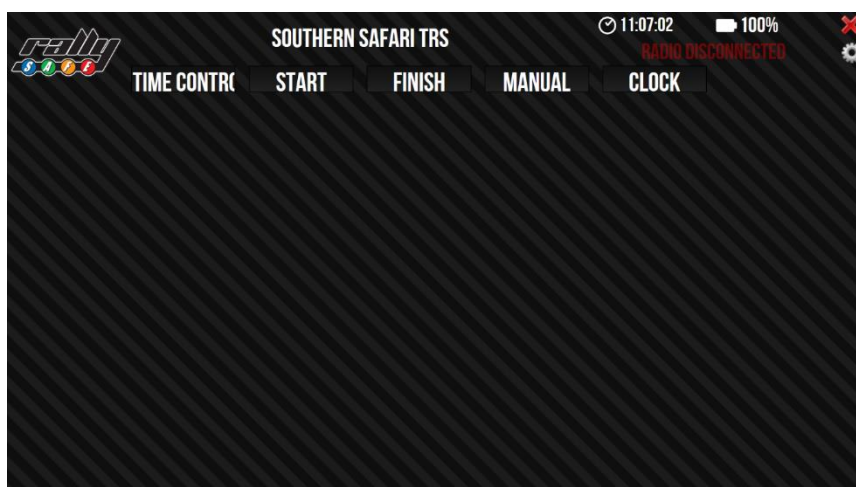 rally
SAFE
SOUTHERN SAFARI TRS
11:07:02
100%
RADIO DISCONNECTED
TIME CONTR(
START
FINISH
MANUAL
CLOCK